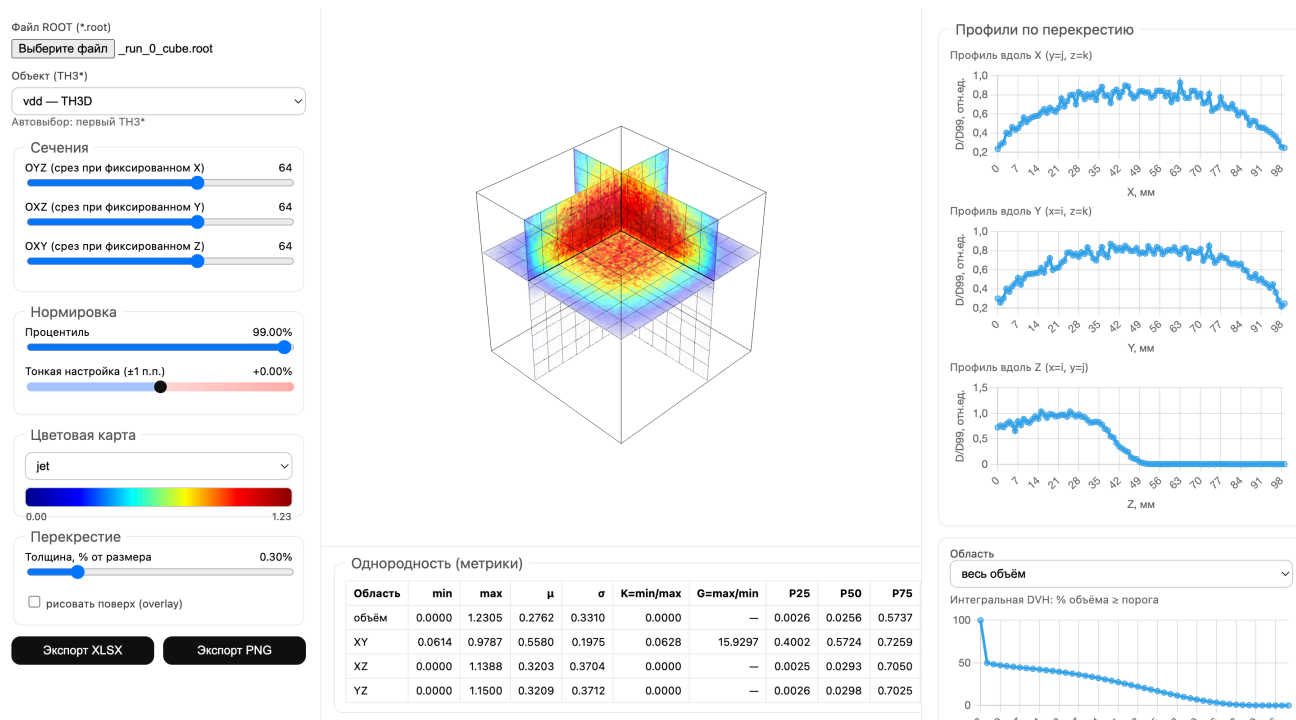 Файл ROOT (*.root)
Выберите файл _run_0_cube.root
Объект (TH3*)
vdd — TH3D
Автовыбор: первый TH3*
Сечения
OYZ (срез при фиксированном X) 64
OXZ (срез при фиксированном Y) 64
OXY (срез при фиксированном Z) 64
Нормировка
Процентиль 99.00%
Тонкая настройка (±1 п.п.) +0.00%
Цветовая карта
jet
0.00 1.23
Перекрестие
Толщина, % от размера 0.30%
рисовать поверх (overlay)
Экспорт XLSX Экспорт PNG
Однородность (метрики)
Область min max μ σ K=min/max G=max/min P25 P50 P75
объём 0.0000 1.2305 0.2762 0.3310 0.0000 — 0.0026 0.0256 0.5737
XY 0.0614 0.9787 0.5580 0.1975 0.0628 15.9297 0.4002 0.5724 0.7259
XZ 0.0000 1.1388 0.3203 0.3704 0.0000 — 0.0025 0.0293 0.7050
YZ 0.0000 1.1500 0.3209 0.3712 0.0000 — 0.0026 0.0298 0.7025
Профили по перекрестию
Профиль вдоль X (y=j, z=k)
D/D99, отн.ед.
1,0
0,8
0,6
0,4
0,2
0 7 14 21 28 35 42 49 56 63 70 77 84 91 98
X, мм
Профиль вдоль Y (x=i, z=k)
D/D99, отн.ед.
1,0
0,8
0,6
0,4
0,2
0 7 14 21 28 35 42 49 56 63 70 77 84 91 98
Y, мм
Профиль вдоль Z (x=i, y=j)
D/D99, отн.ед.
1,5
1,0
0,5
0
0 7 14 21 28 35 42 49 56 63 70 77 84 91 98
Z, мм
Область
весь объём
Интегральная DVH: % объёма ≥ порога
100
50
0